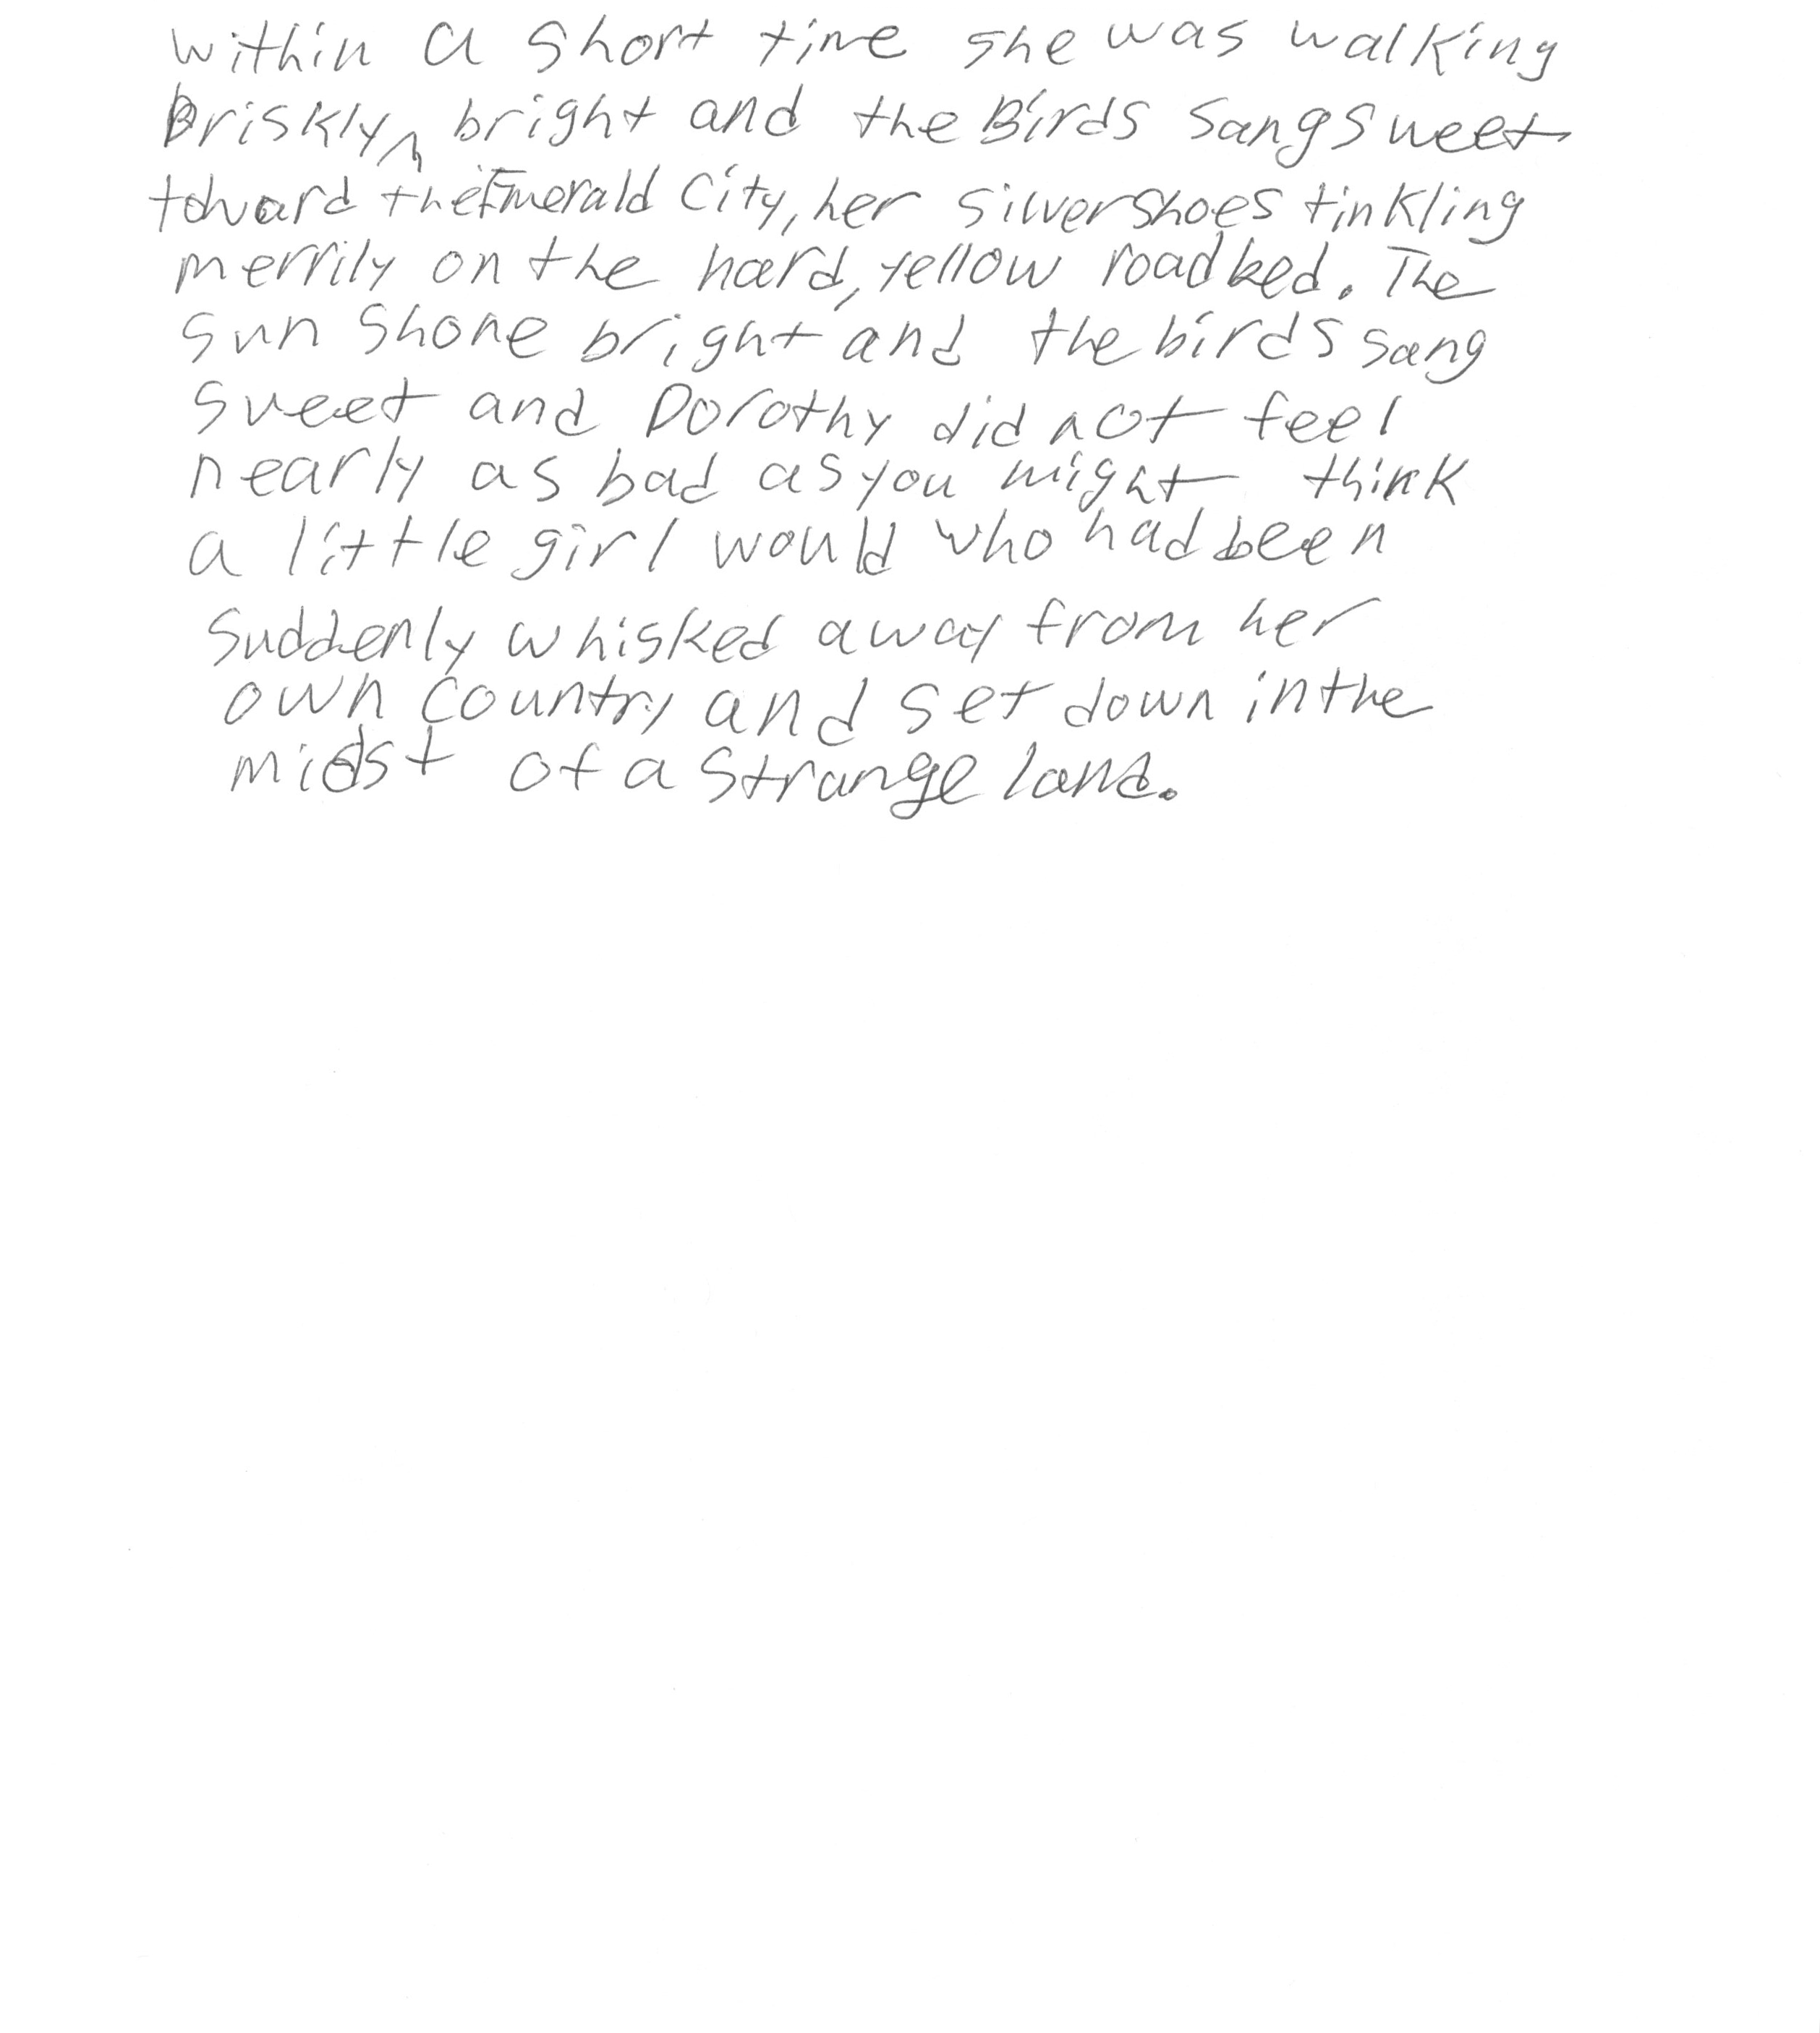 within a short time she was walking
briskly ^ bright and the Birds sang sweet
toward the Emerald City, her silver shoes tinkling
merrily on the hard, yellow roadbed. The
sun shone bright and the birds sang
sweet and Dorothy did not feel
nearly as bad as you might think
a little girl would who had been
suddenly whisked away from her
own country and set down in the
midst of a strange land.